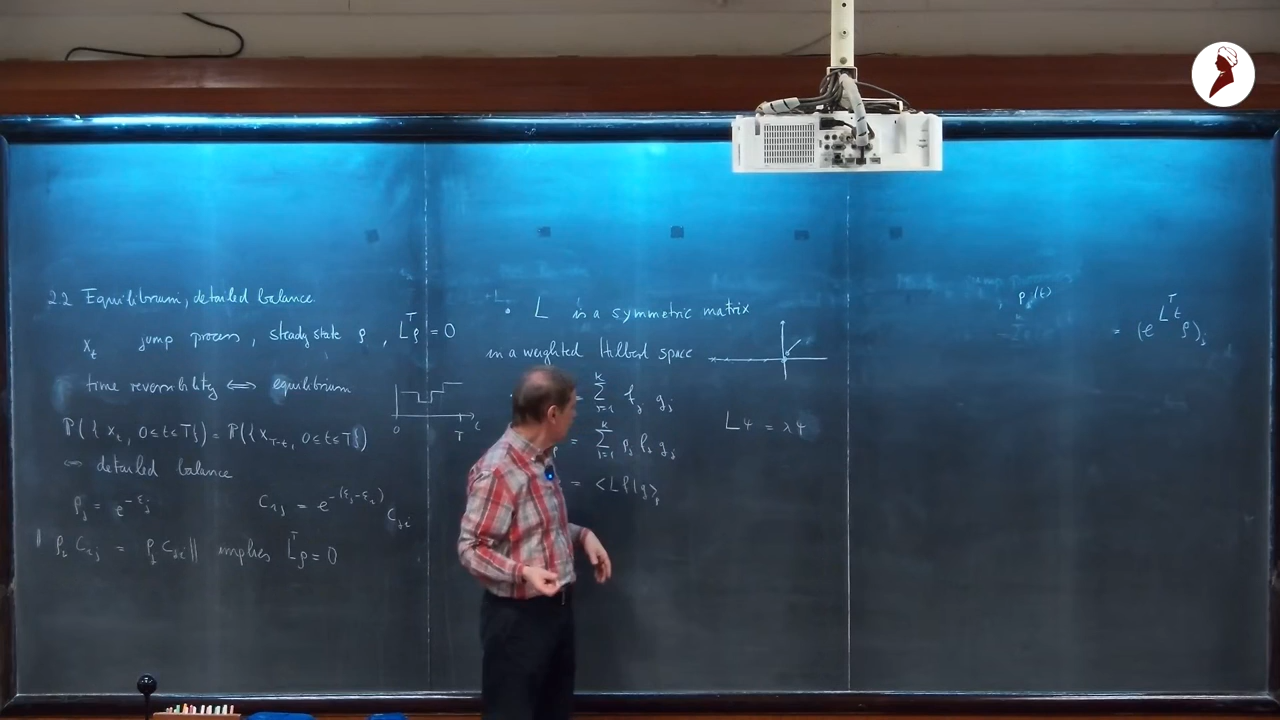 2.2 Equilibrium, detailed balance
X_t jump process, steady state ρ, L^T ρ = 0
time reversibility ⟺ equilibrium
ℙ({X_t, 0≤t≤T}) = ℙ({X_{T-t}, 0≤t≤T})
∞ detailed balance
ρ_j = e^{-ε_j} C_{ij} = e^{-(ε_j-ε_i)} C_{ji}
ρ_i C_{ij} = ρ_j C_{ji} || implies L^T ρ = 0
0 T t
• L is a symmetric matrix
in a weighted Hilbert space
= Σ_{j=1}^k f_j g_j
ρ = Σ_{j=1}^k ρ_j f_j g_j
= <Lf|g>_ρ
Lψ = λψ
, p_j(t)
= (e^{L^T t} ρ)_j